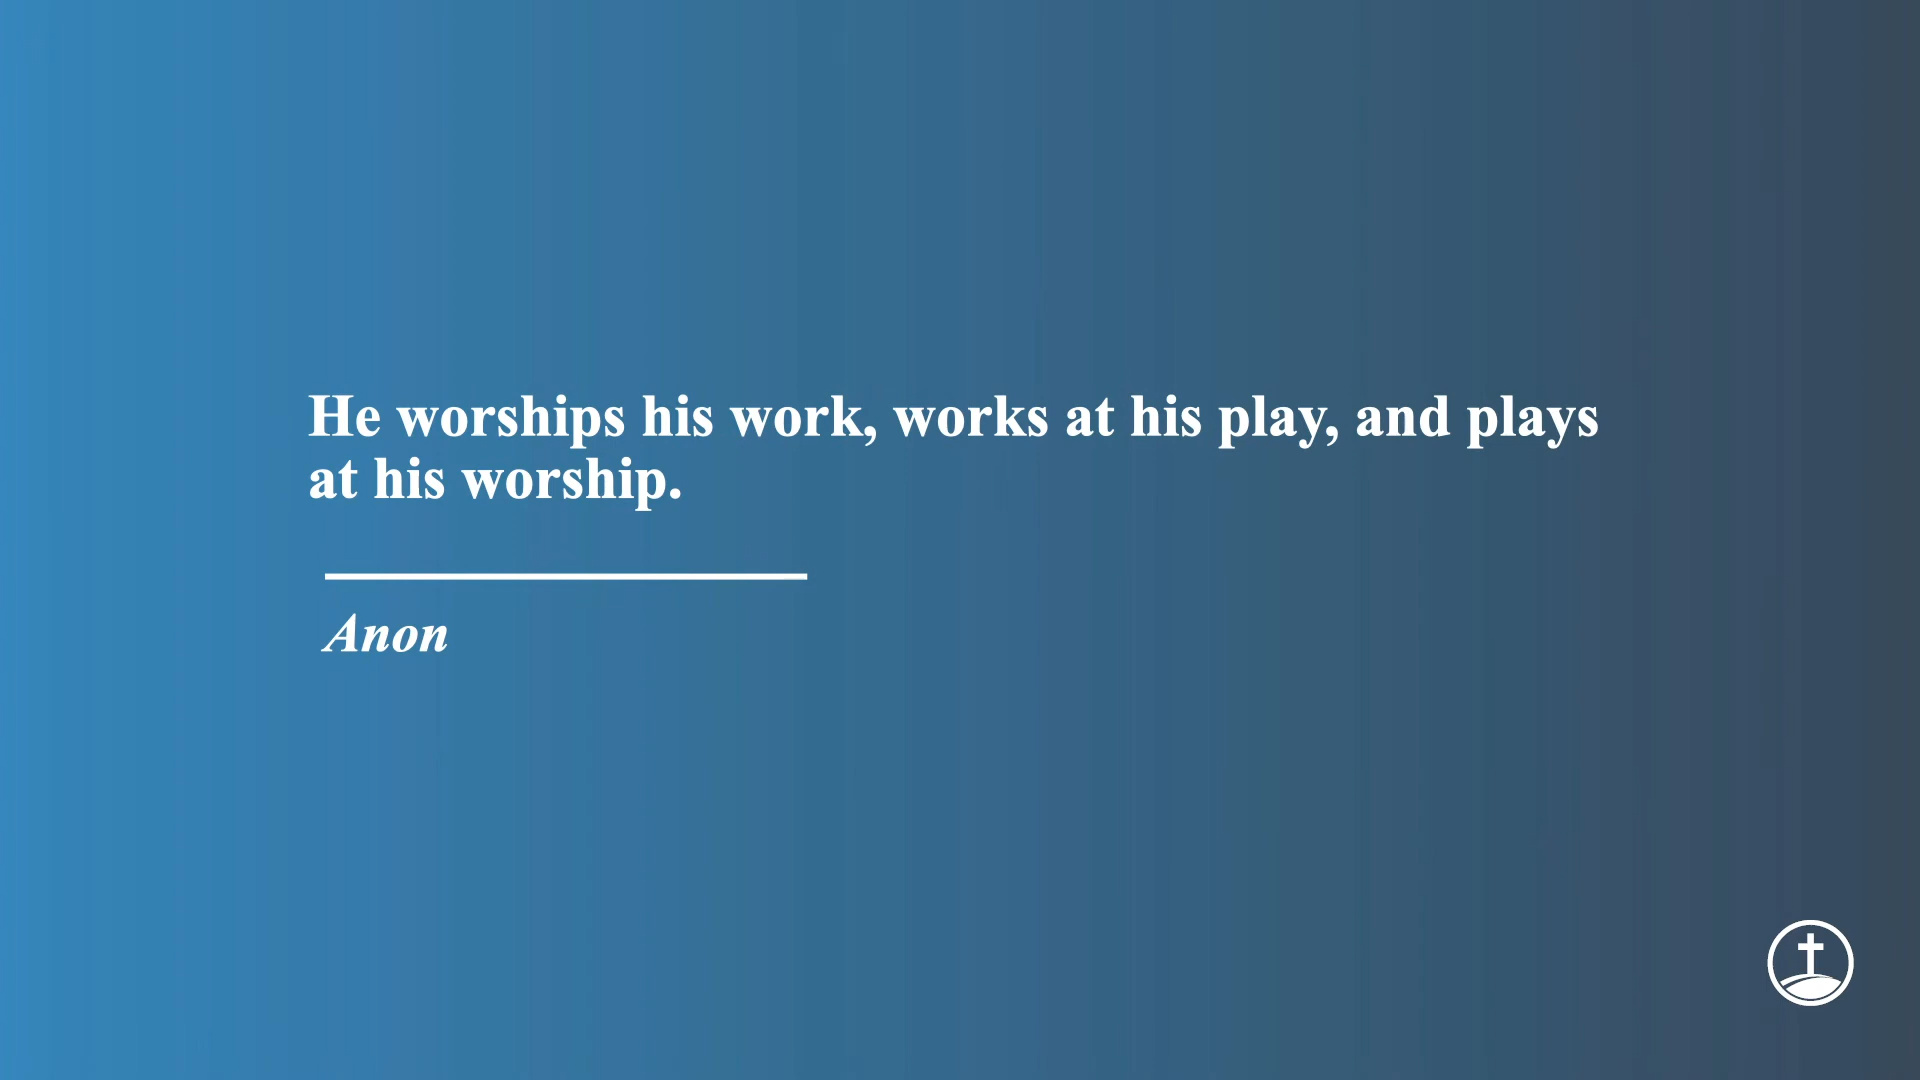 He worships his work, works at his play, and plays
at his worship.
Anon